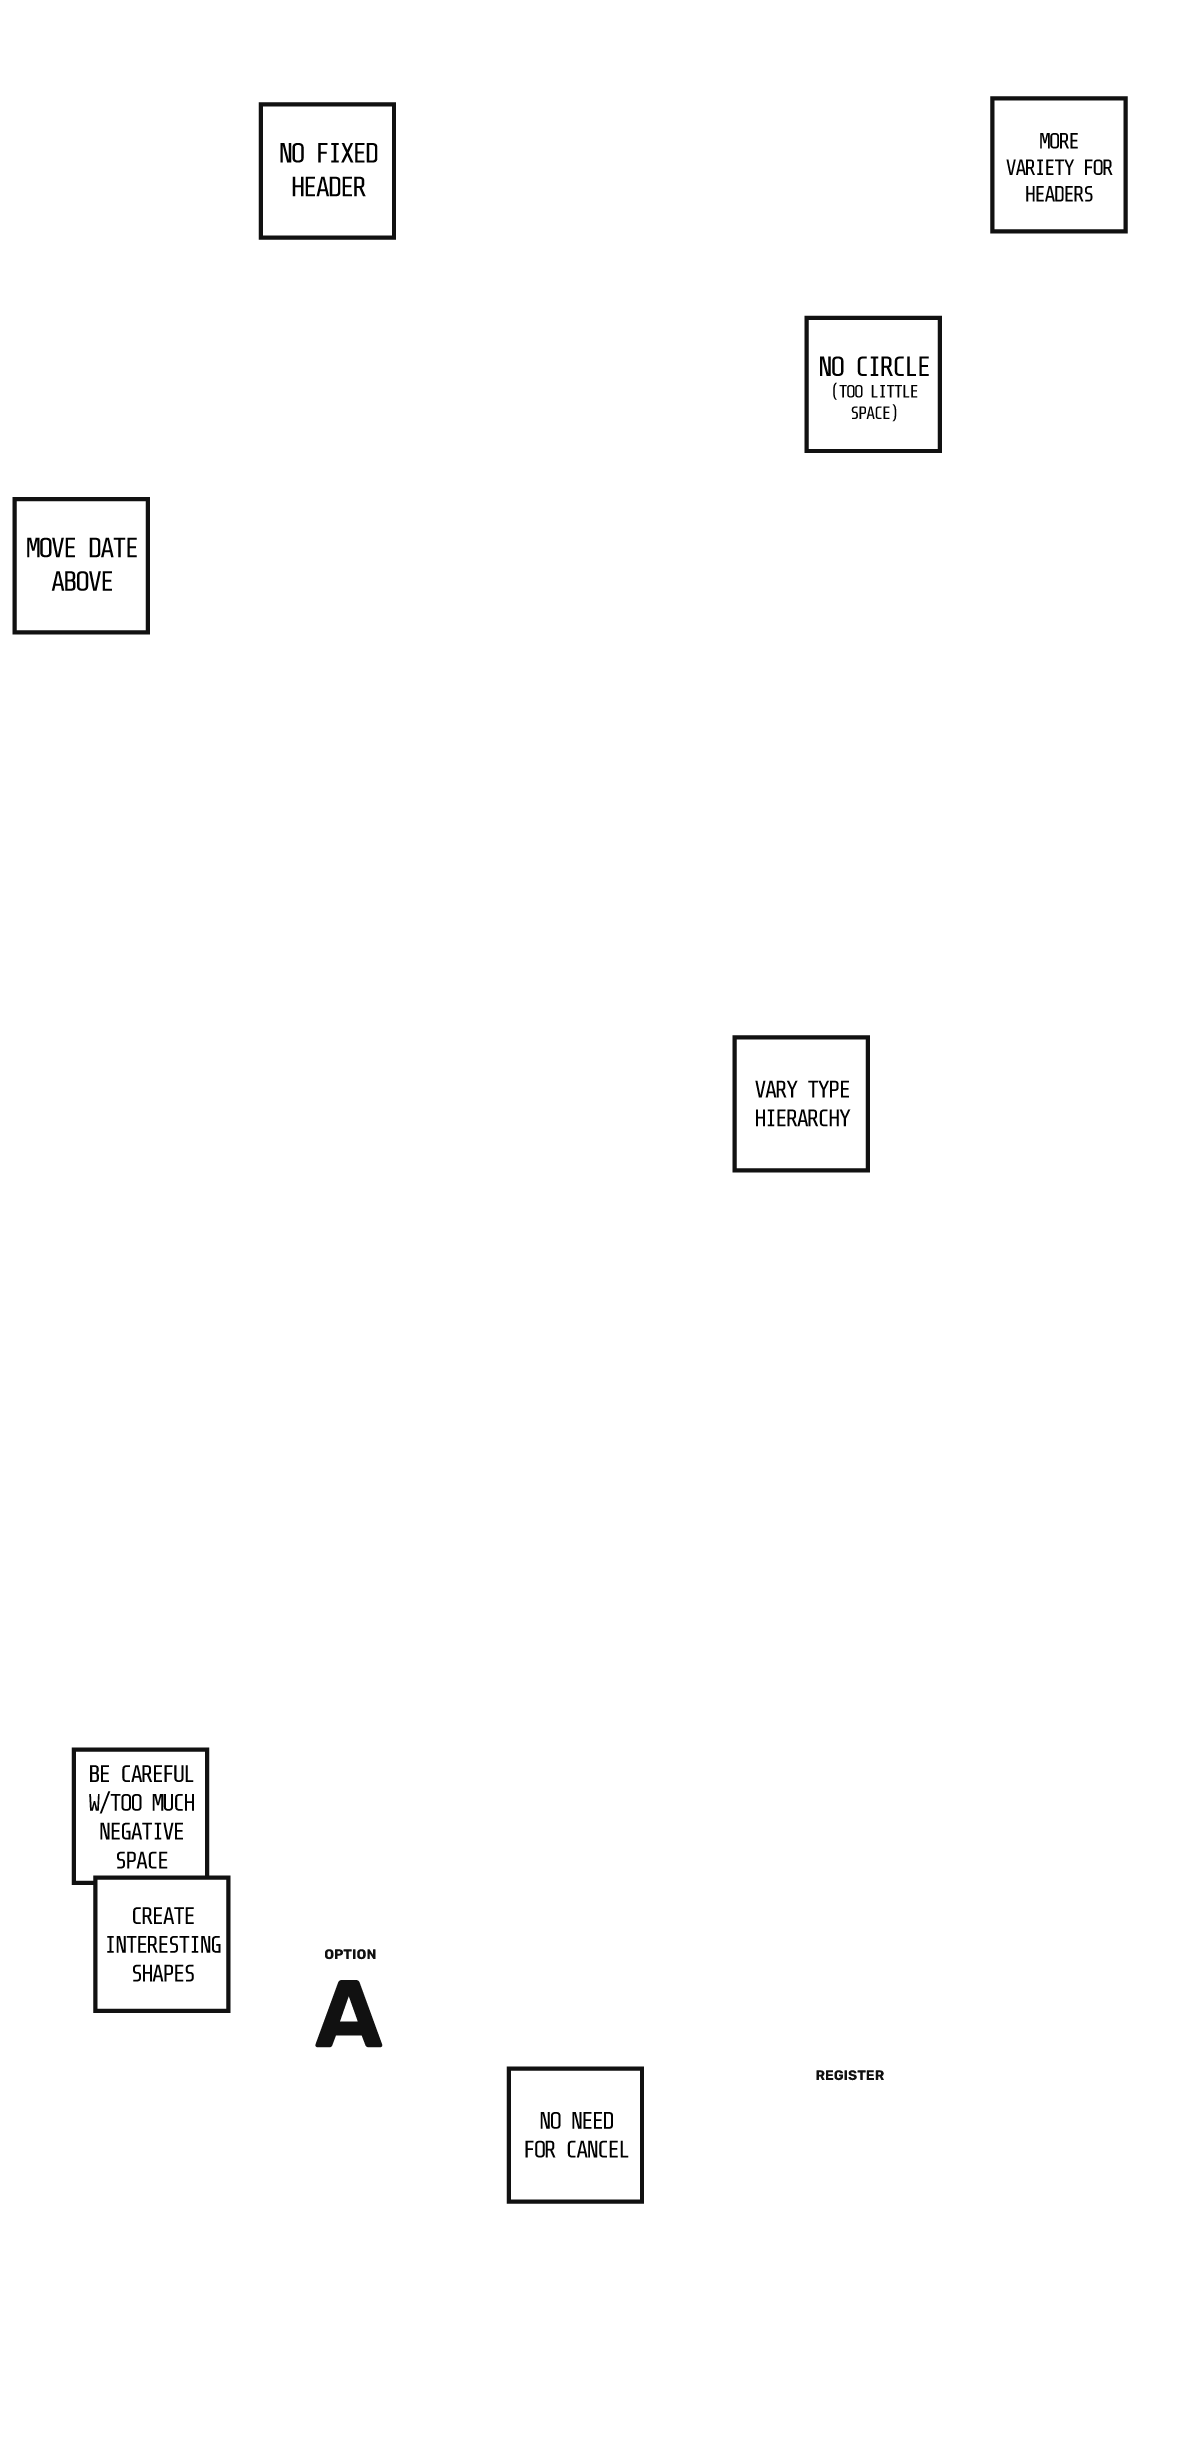 NO FIXED
HEADER
MORE
VARIETY FOR
HEADERS
NO CIRCLE
(TOO LITTLE
SPACE)
MOVE DATE
ABOVE
VARY TYPE
HIERARCHY
BE CAREFUL
W/TOO MUCH
NEGATIVE
SPACE
CREATE
INTERESTING
SHAPES
OPTION
A
NO NEED
FOR CANCEL
REGISTER